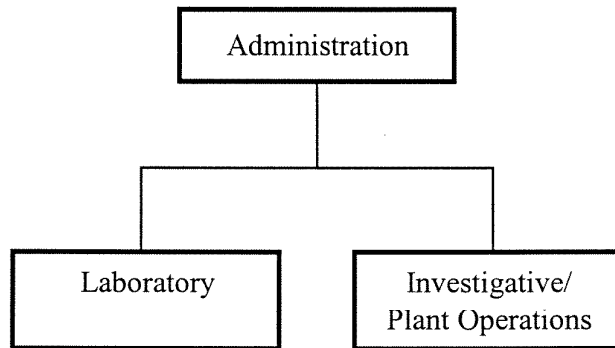 Administration
Laboratory
Investigative/
Plant Operations